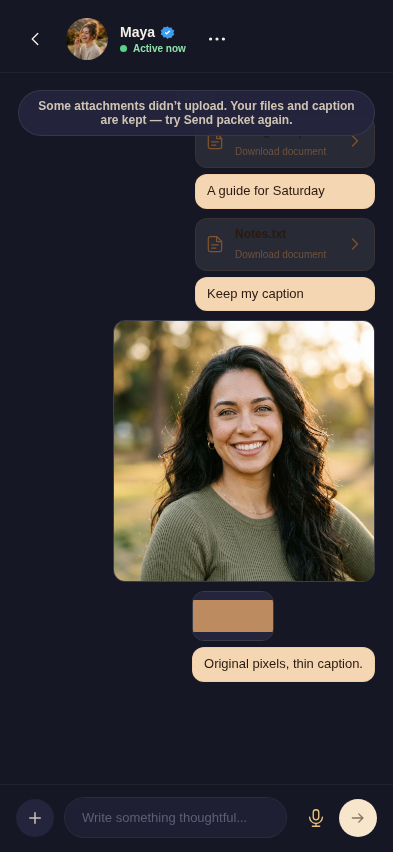 Maya
Active now
Some attachments didn't upload. Your files and caption
are kept — try Send packet again.
Download document
A guide for Saturday
Notes.txt
Download document
Keep my caption
Original pixels, thin caption.
Write something thoughtful...